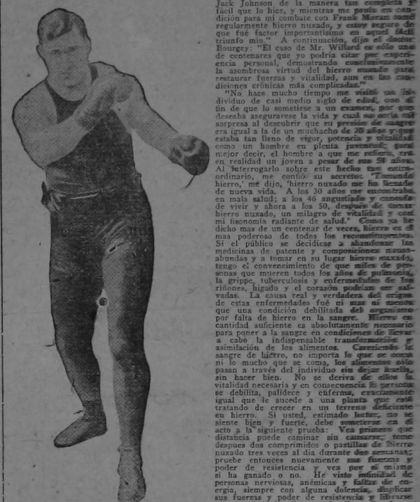 Jack Johnson de la manera tan completa y
fácil que lo hice, y mientras me ponía en con-
dición para mi combate con Frank Moran usaba
regularmente hierro nuxado, y estoy seguro de
que fué factor importantísimo en aquel fácil
triunfo mío." A continuación, dijo el doctor
Bourgey: "El caso de Mr. Willard es sólo uno
de centenares que yo podría citar por expe-
riencia personal, demostrando conclusivamente
la asombrosa virtud del hierro nuxado para
restaurar fuerzas y vitalidad, aun en las con-
diciones crónicas más complicadas."
"No hace mucho tiempo me visitó un in-
dividuo de casi medio siglo de edad, con el
fin de que lo sometiese a un examen, por que
deseaba asegurarse la vida y cual no sería mi
sorpresa al descubrir que su presión de sangre
era igual a la de un muchacho de 20 años y que
estaba tan lleno de vigor, potencia y vitalidad
como un hombre en plena juventud; para
mejor decir, el hombre a que me refiero, era
en realidad un joven a pesar de sus 50 años.
Al interrogarlo sobre este hecho tan extra-
ordinario, me confió su secreto: 'Tomando
hierro,' me dijo, 'hierro nuxado me ha llenado
de nueva vida. A los 30 años me encontraba
en mala salud; a los 46 angustiado y cansado
de vivir y ahora a los 50, después de tomar
hierro nuxado, un milagro de vitalidad y con
mi fisonomía radiante de salud.' Como ya he
dicho mas de un centenar de veces, hierro es el
mas poderoso de todos los reconstituyentes.
Si el público se decidiese a abandonar las
medicinas de patente y composiciones nausea-
abundas y a tomar en su lugar hierro nuxado,
tengo el convencimiento de que miles de per-
sonas que mueren todos los años de pulmonía,
la grippe, tuberculosis y enfermedades de los
riñones, hígado y el corazón podrían ser sal-
vadas. La causa real y verdadera del origen
de estas enfermedades fué ni mas ni menos
que una condición debilitada del organismo
por falta de hierro en la sangre. Hierro en
cantidad suficiente es absolutamente necesario
para poner a la sangre en condiciones de llevar
a cabo la indispensable transformación y
asimilación de los alimentos. Careciendo la
sangre de hierro, no importa lo que se coma
ni lo mucho que se coma, los alimentos sólo
pasan a través del individuo sin dejar huella,
sin hacer bien. No se deriva de ellos la
vitalidad necesaria y en consecuencia la persona
se debilita, palidece y enferma, exactamente
igual que le sucede a una planta que está
tratando de crecer en un terreno deficiente
en hierro. Si usted, estimado lector, no se
siente bien y fuerte, debe someterse en el
acto a la siguiente prueba: Vea primero que
distancia puede caminar sin cansarse; tome
despues dos comprimidos o pastillas de hierro
nuxado tres veces al día durante dos semanas;
pruebe entonces nuevamente sus fuerzas y
poder de resistencia y vea por sí mismo
si ha ganado o no. He visto infinidad de
personas nerviosas, anémicas y faltas de en-
ergía, siempre con alguna dolencia, duplicar
sus fuerzas y poder de resistencia y librarse